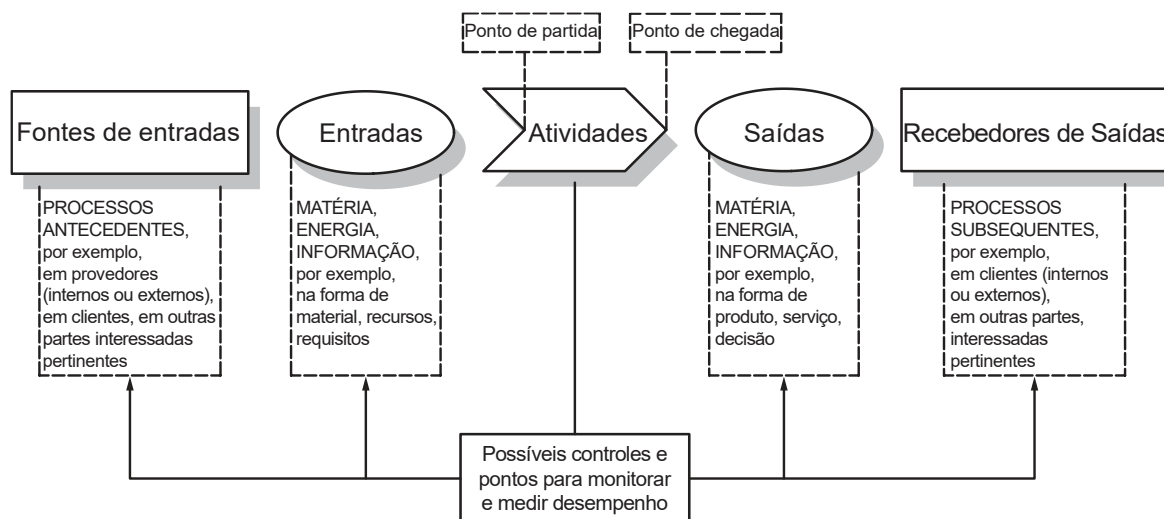 Ponto de partida
Ponto de chegada
Fontes de entradas
Entradas
Atividades
Saídas
Recebedores de Saídas
PROCESSOS
ANTECEDENTES,
por exemplo,
em provedores
(internos ou externos),
em clientes, em outras
partes interessadas
pertinentes
MATÉRIA,
ENERGIA,
INFORMAÇÃO,
por exemplo,
na forma de
material, recursos,
requisitos
MATÉRIA,
ENERGIA,
INFORMAÇÃO,
por exemplo,
na forma de
produto, serviço,
decisão
PROCESSOS
SUBSEQUENTES,
por exemplo,
em clientes (internos
ou externos),
em outras partes,
interessadas
pertinentes
Possíveis controles e
pontos para monitorar
e medir desempenho